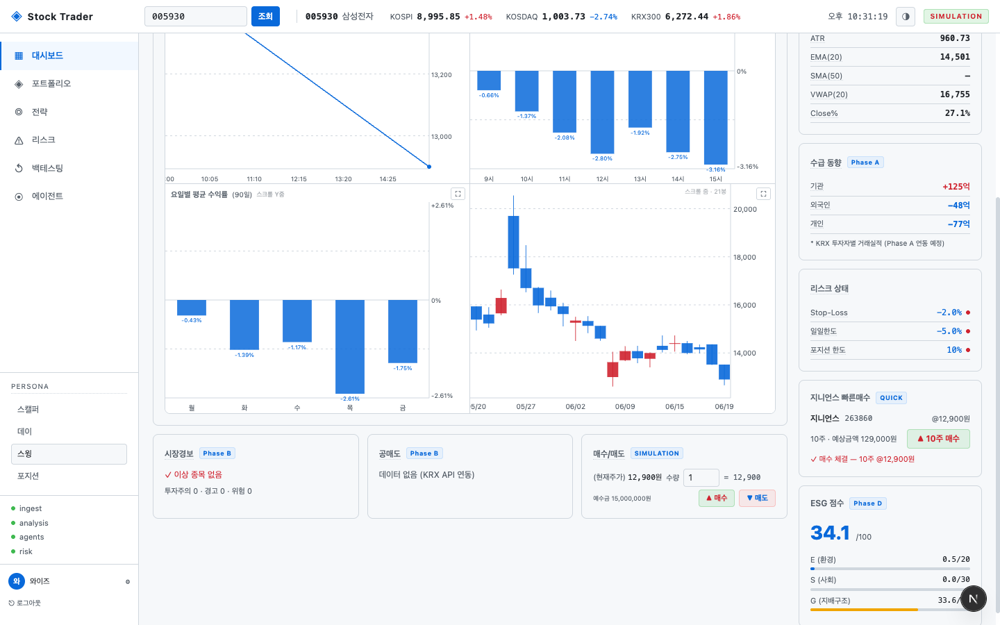 Stock Trader
005930
조회
005930 삼성전자
KOSPI 8,995.85 +1.48%
KOSDAQ 1,003.73 −2.74%
KRX300 6,272.44 +1.86%
오후 10:31:19
SIMULATION
대시보드
포트폴리오
전략
리스크
백테스팅
에이전트
PERSONA
스캘퍼
데이
스윙
포지션
ingest
analysis
agents
risk
와 와이즈
로그아웃
13,200
13,000
:00 10:05 11:10 12:15 13:20 14:25
0%
-0.66%
-1.37%
-2.08%
-2.80%
-1.92%
-2.75%
-3.16%
-3.16%
9시 10시 11시 12시 13시 14시 15시
요일별 평균 수익률 (90일) 스크롤 Y줌
+2.61%
0%
-0.43%
-1.39%
-1.17%
-2.61%
-1.75%
-2.61%
월 화 수 목 금
스크롤 줌 · 21봉
20,000
18,000
16,000
14,000
05/20 05/27 06/02 06/09 06/15 06/19
시장경보 Phase B
✓ 이상 종목 없음
투자주의 0 · 경고 0 · 위험 0
공매도 Phase B
데이터 없음 (KRX API 연동)
매수/매도 SIMULATION
(현재주가) 12,900원 수량 1 = 12,900
예수금 15,000,000원
▲ 매수
▼ 매도
ATR 960.73
EMA(20) 14,501
SMA(50) —
VWAP(20) 16,755
Close% 27.1%
수급 동향 Phase A
기관 +125억
외국인 −48억
개인 −77억
* KRX 투자자별 거래실적 (Phase A 연동 예정)
리스크 상태
Stop-Loss −2.0%
일일한도 −5.0%
포지션 한도 10%
지니언스 빠른매수 QUICK
지니언스 263860 @12,900원
10주 · 예상금액 129,000원 ▲ 10주 매수
✓ 매수 체결 — 10주 @12,900원
ESG 점수 Phase D
34.1 /100
E (환경) 0.5/20
S (사회) 0.0/30
G (지배구조) 33.6/
N